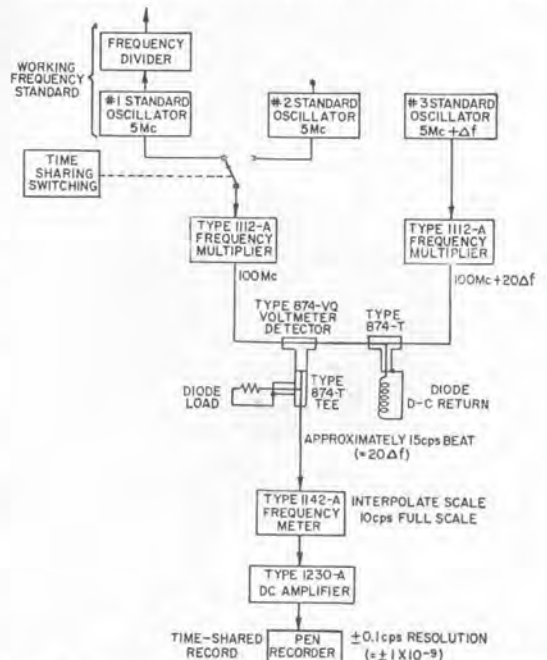 FREQUENCY
DIVIDER
WORKING
FREQUENCY
STANDARD
#1 STANDARD
OSCILLATOR
5Mc
#2 STANDARD
OSCILLATOR
5Mc
#3 STANDARD
OSCILLATOR
5Mc+Δf
TIME
SHARING
SWITCHING
TYPE 1112-A
FREQUENCY
MULTIPLIER
TYPE 1112-A
FREQUENCY
MULTIPLIER
100Mc
100Mc+20Δf
TYPE 874-VQ
VOLTMETER
DETECTOR
TYPE
874-T
DIODE
LOAD
TYPE
874-T
TEE
DIODE
D-C RETURN
APPROXIMATELY 15cps BEAT
(=20Δf)
TYPE 1142-A
FREQUENCY
METER
INTERPOLATE SCALE
10cps FULL SCALE
TYPE 1230-A
DC AMPLIFIER
TIME-SHARED
RECORD
PEN
RECORDER
±0.1cps RESOLUTION
(=±1X10-9)